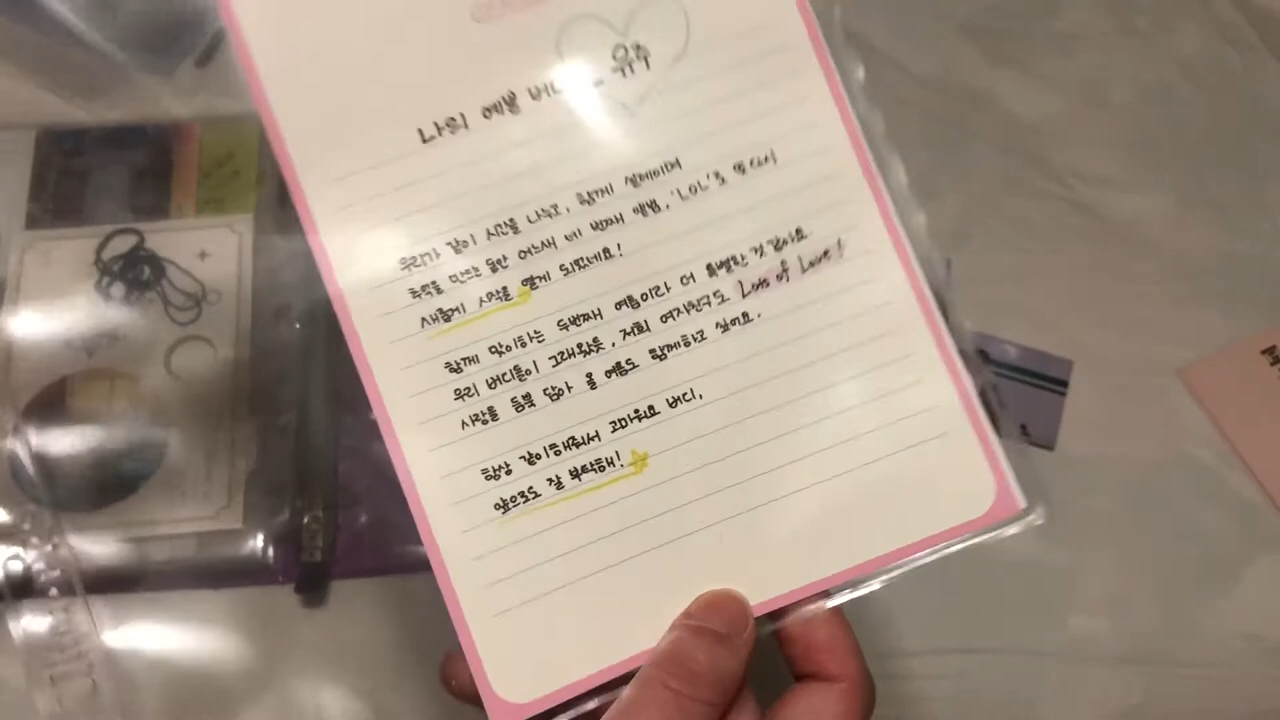 나의 예쁜 버디 유주
우리가 같이 시간을 나누고, 함께 설레이며
추억을 만드는 동안 어느새 네 번째 앨범, 'LOL'로 또 다시
새롭게 시작을 열게 되었네요!
함께 맞이하는 두번째 여름이라 더 특별한 것 같아요
우리 버디들이 그래왔듯, 저희 여자친구도 Lots of Love!
사랑을 듬뿍 담아 올 여름도 함께하고 싶어요.
항상 같이해줘서 고마워요 버디,
앞으로도 잘 부탁해!